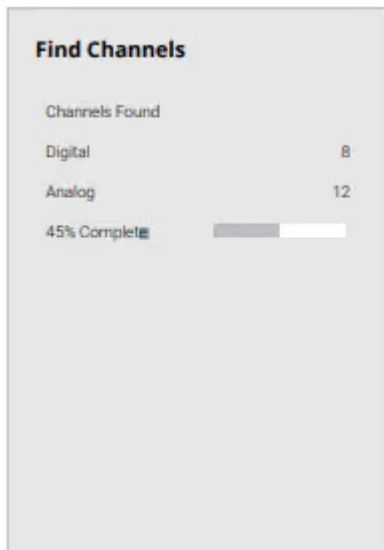 Find Channels
Channels Found
Digital 8
Analog 12
45% Complete